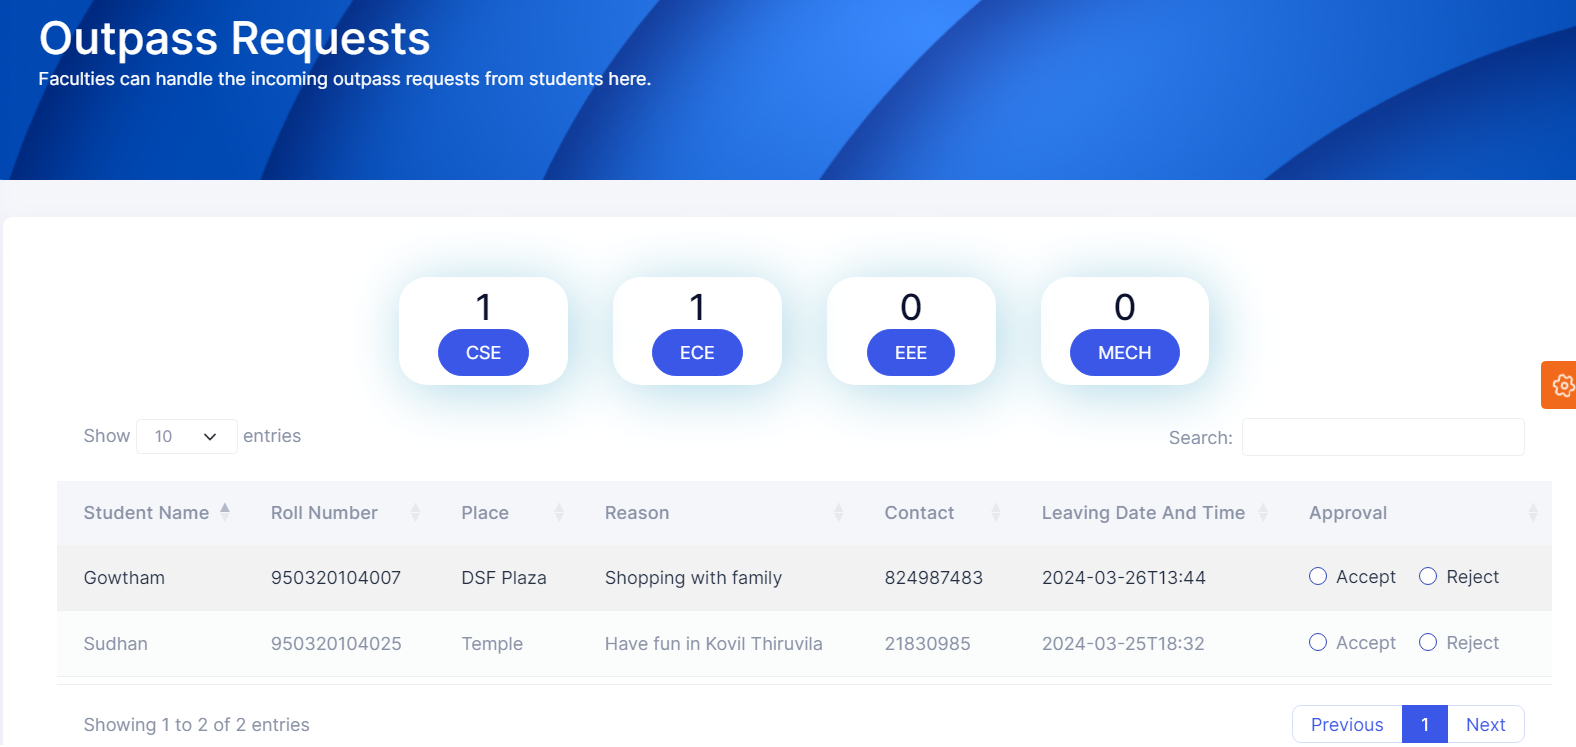 Outpass Requests
Faculties can handle the incoming outpass requests from students here.
1 1 0 0
CSE ECE EEE MECH
Show 10 entries Search:
Student Name Roll Number Place Reason Contact Leaving Date And Time Approval
Gowtham 950320104007 DSF Plaza Shopping with family 824987483 2024-03-26T13:44 Accept Reject
Sudhan 950320104025 Temple Have fun in Kovil Thiruvila 21830985 2024-03-25T18:32 Accept Reject
Showing 1 to 2 of 2 entries Previous 1 Next